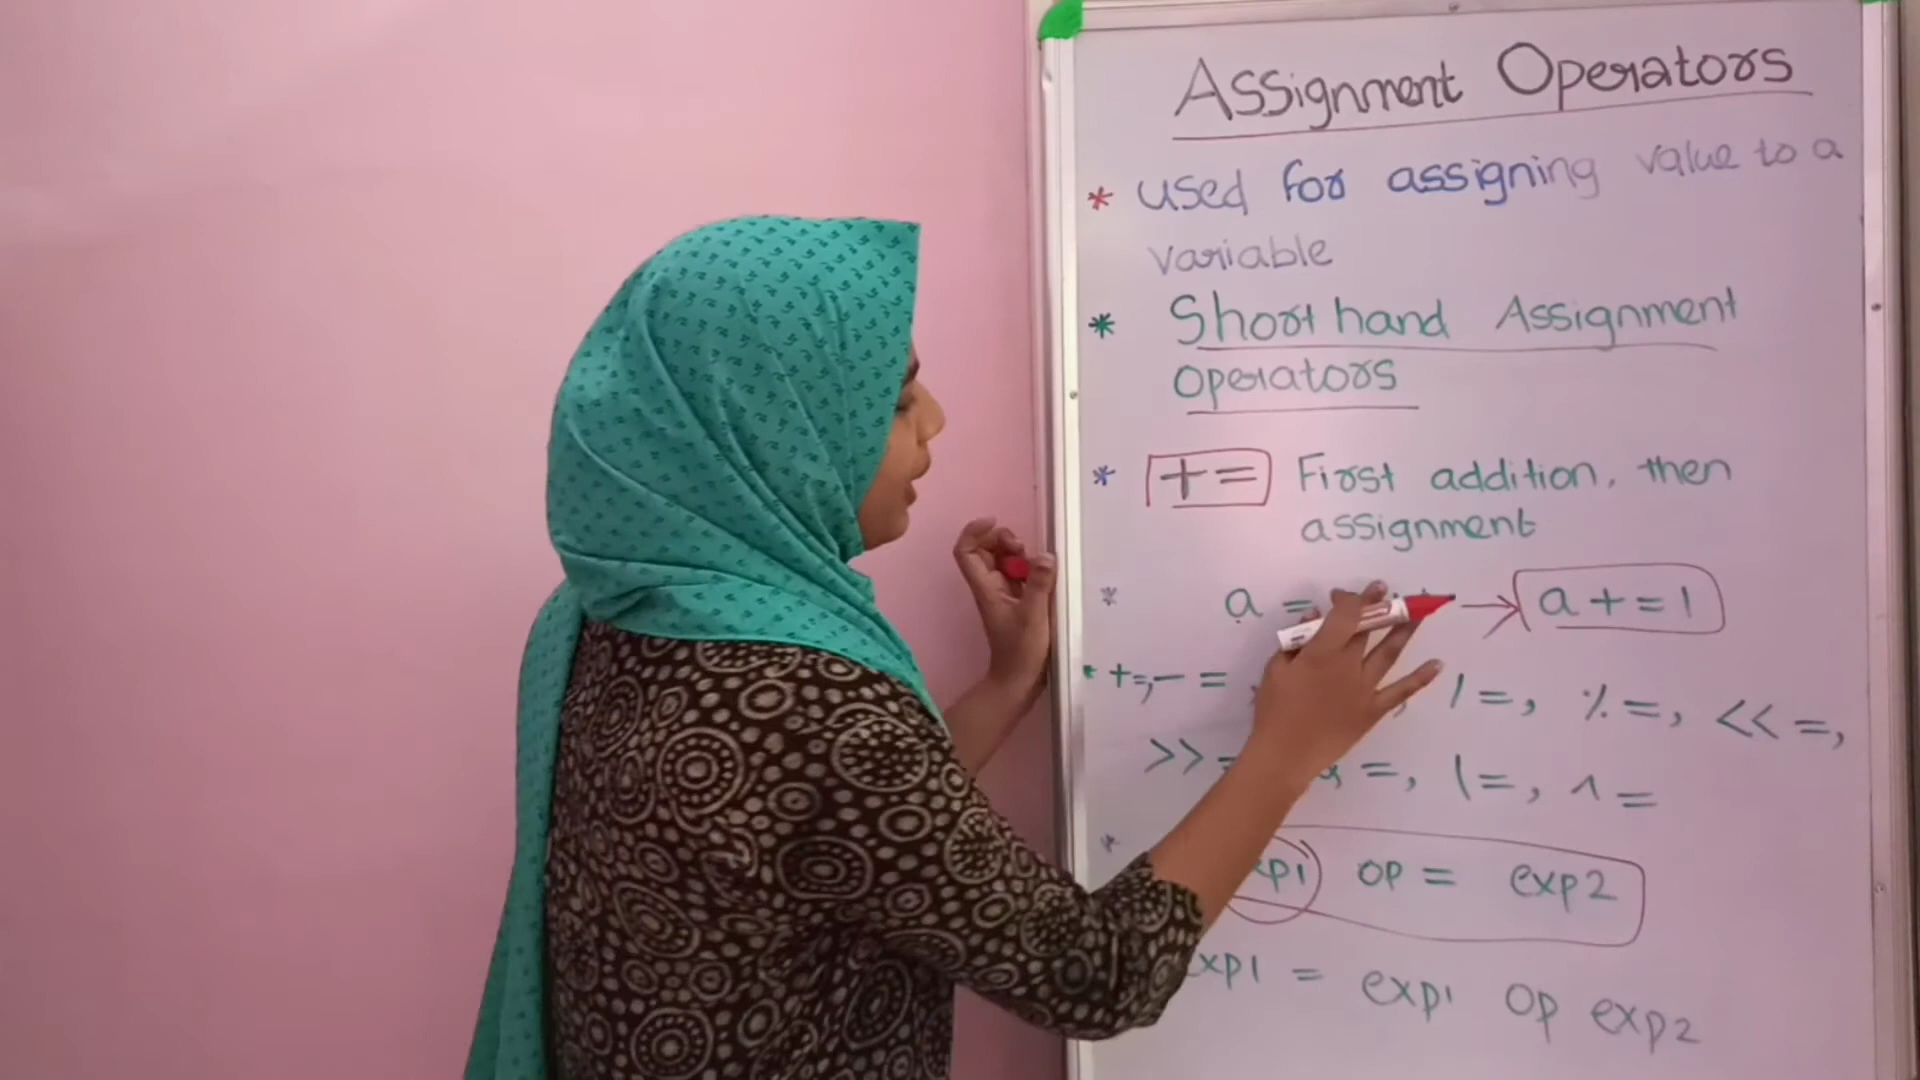 Assignment Operators
* used for assigning value to a
variable
* Short hand Assignment
operators
* += First addition, then
assignment
* a = → a += 1
* +=, -= , /=, %=, <<=,
>>= &=, |=, ^=
* op = exp2
exp1 = exp1 op exp2